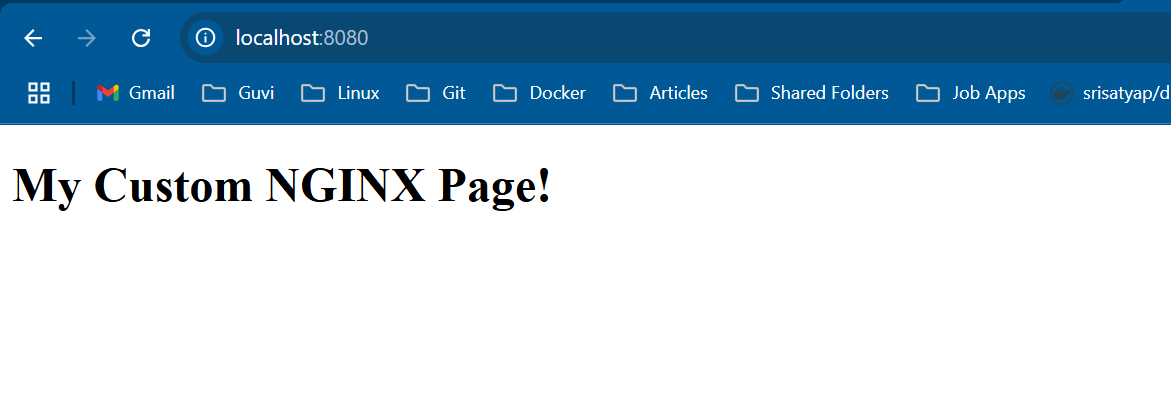 localhost:8080
Gmail Guvi Linux Git Docker Articles Shared Folders Job Apps srisatyap/d
My Custom NGINX Page!